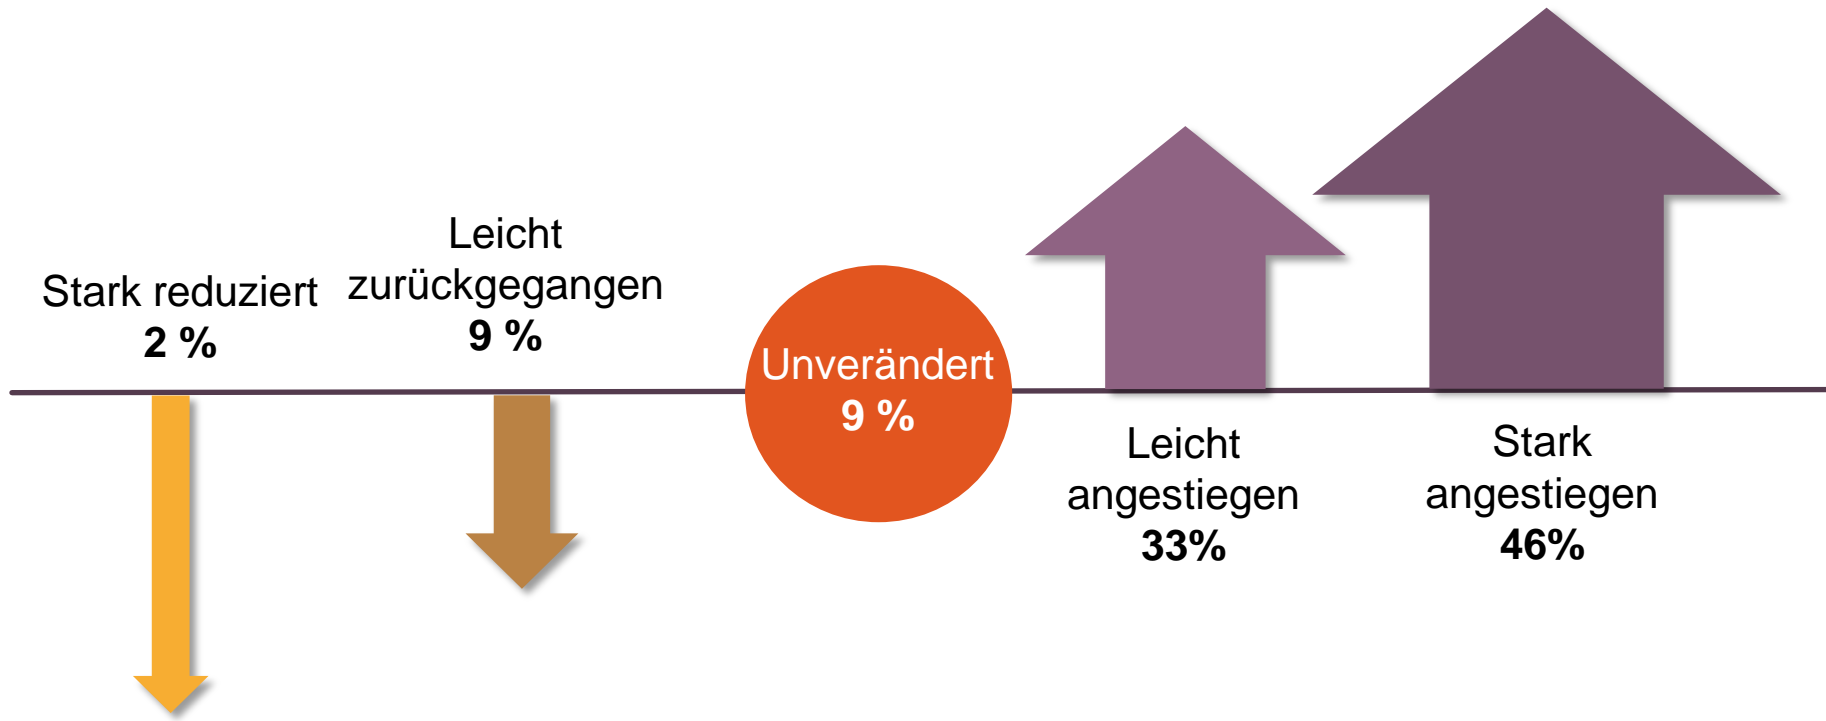 Stark reduziert
2 %
Leicht
zurückgegangen
9 %
Unverändert
9 %
Leicht
angestiegen
33%
Stark
angestiegen
46%